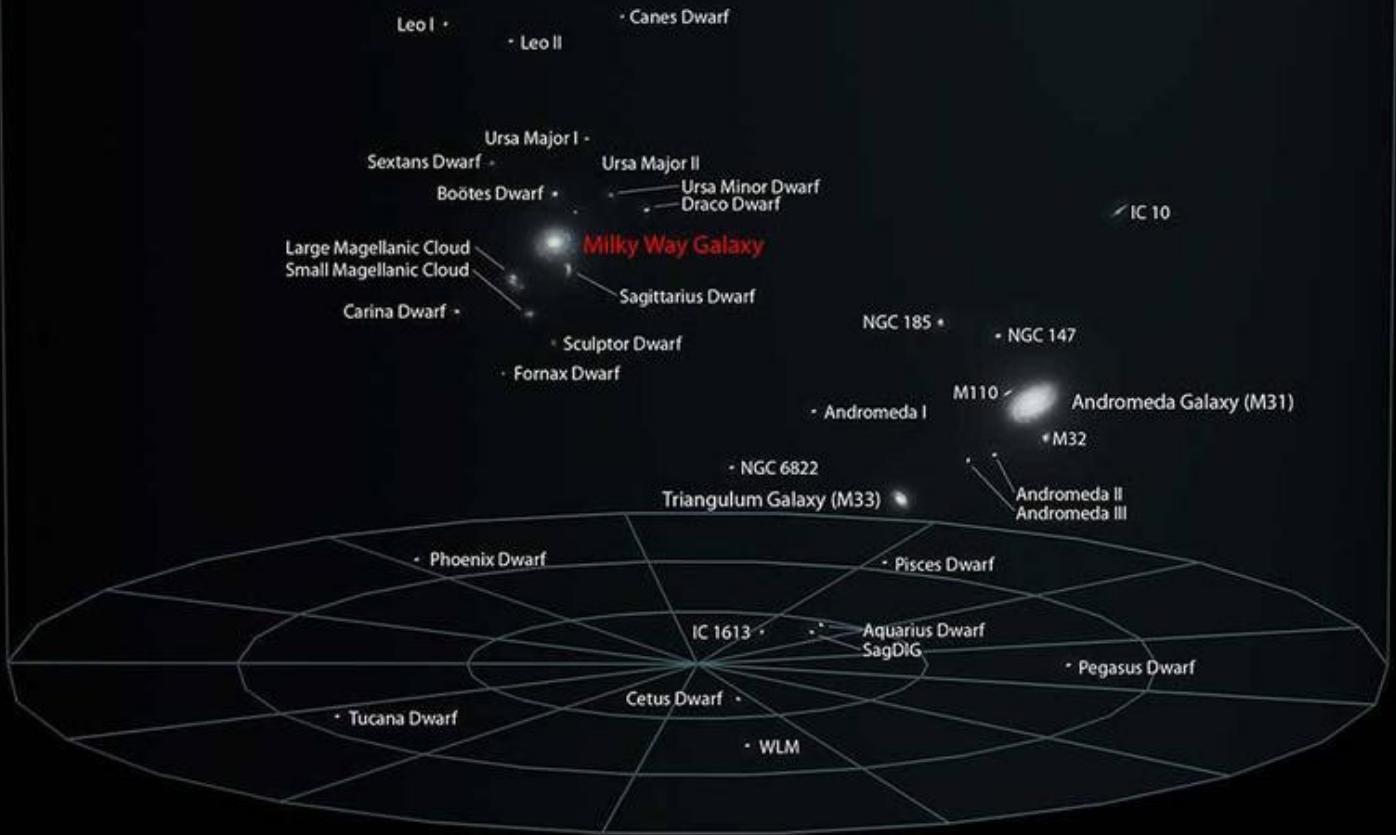 Canes Dwarf
Leo I
Leo II
Ursa Major I
Sextans Dwarf
Ursa Major II
Ursa Minor Dwarf
Boötes Dwarf
Draco Dwarf
IC 10
Milky Way Galaxy
Large Magellanic Cloud
Small Magellanic Cloud
Sagittarius Dwarf
Carina Dwarf
NGC 185
NGC 147
Sculptor Dwarf
Fornax Dwarf
M110
Andromeda Galaxy (M31)
Andromeda I
M32
NGC 6822
Andromeda II
Triangulum Galaxy (M33)
Andromeda III
Phoenix Dwarf
Pisces Dwarf
IC 1613
Aquarius Dwarf
SagDIG
Pegasus Dwarf
Cetus Dwarf
Tucana Dwarf
WLM